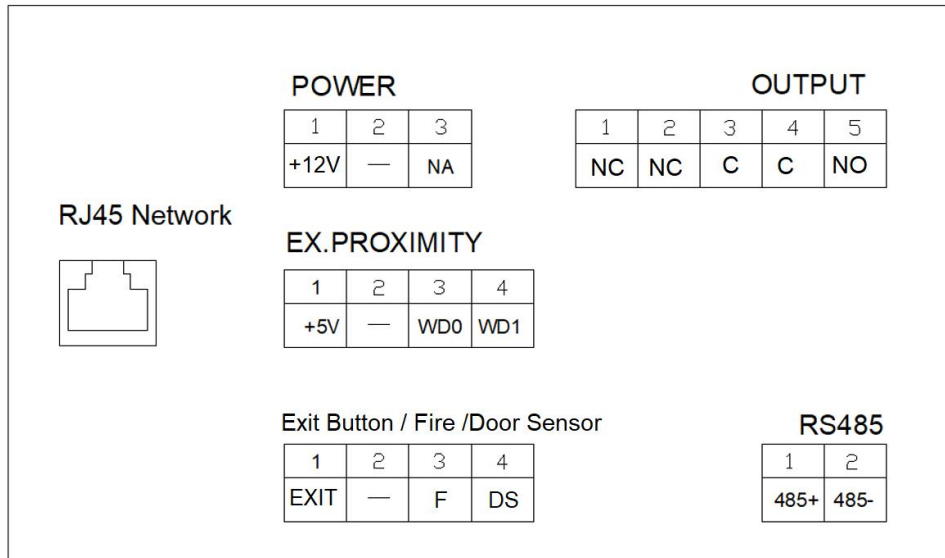 POWER
1 2 3
+12V — NA
OUTPUT
1 2 3 4 5
NC NC C C NO
RJ45 Network
EX.PROXIMITY
1 2 3 4
+5V — WD0 WD1
Exit Button / Fire /Door Sensor
1 2 3 4
EXIT — F DS
RS485
1 2
485+ 485-